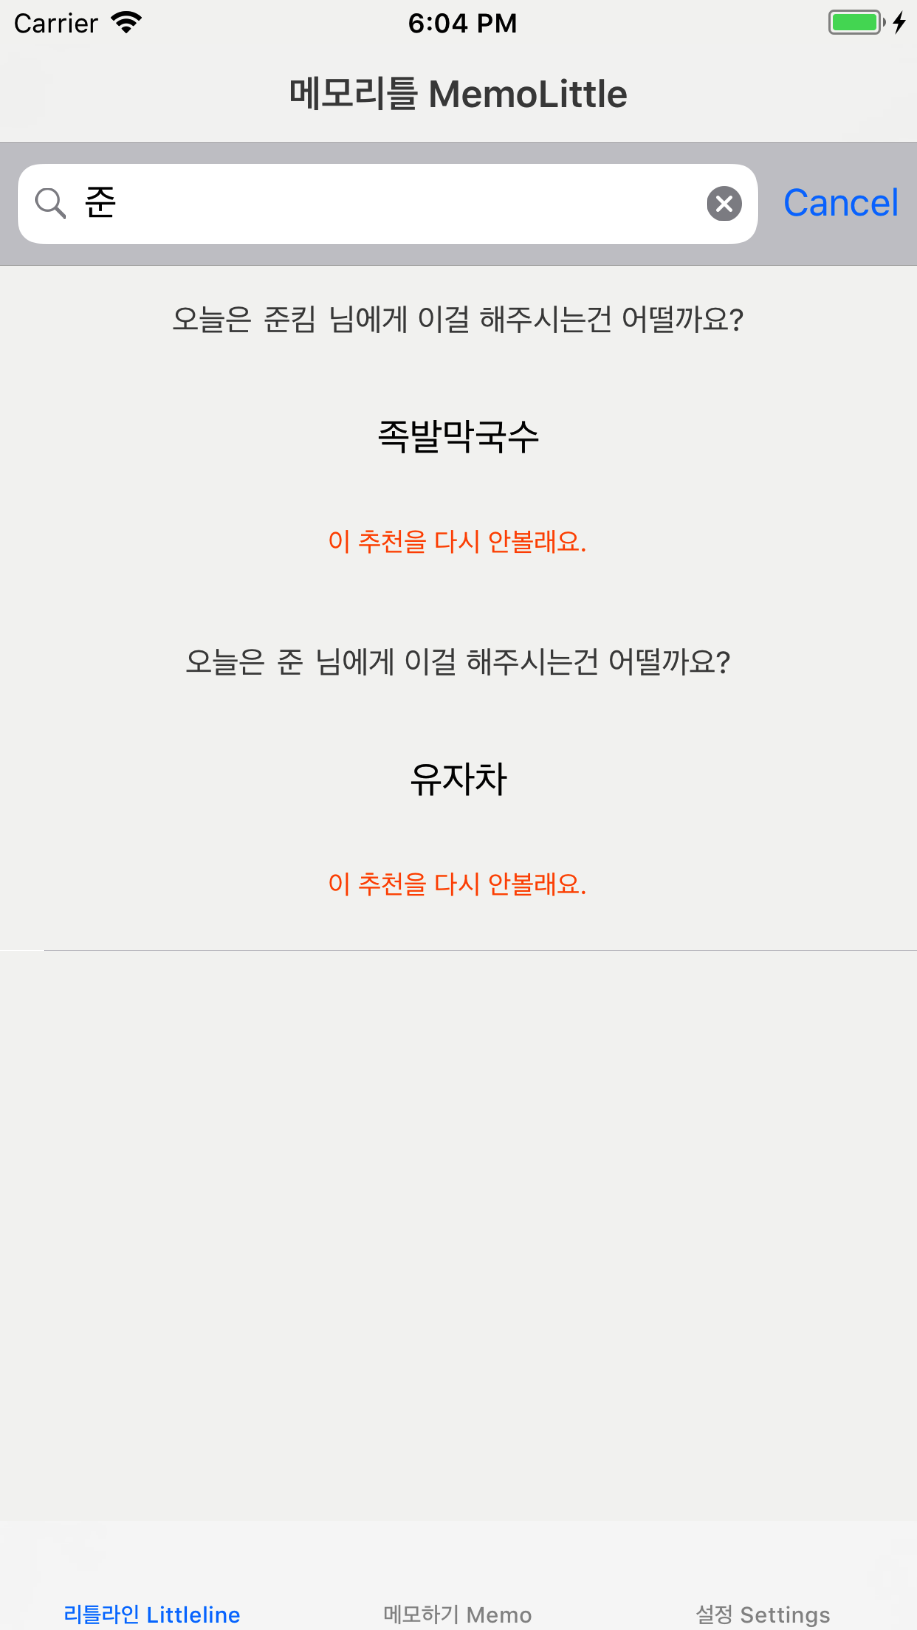 Carrier 6:04 PM
메모리틀 MemoLittle
준 Cancel
오늘은 준킴 님에게 이걸 해주시는건 어떨까요?
족발막국수
이 추천을 다시 안볼래요.
오늘은 준 님에게 이걸 해주시는건 어떨까요?
유자차
이 추천을 다시 안볼래요.
리틀라인 Littleline 메모하기 Memo 설정 Settings